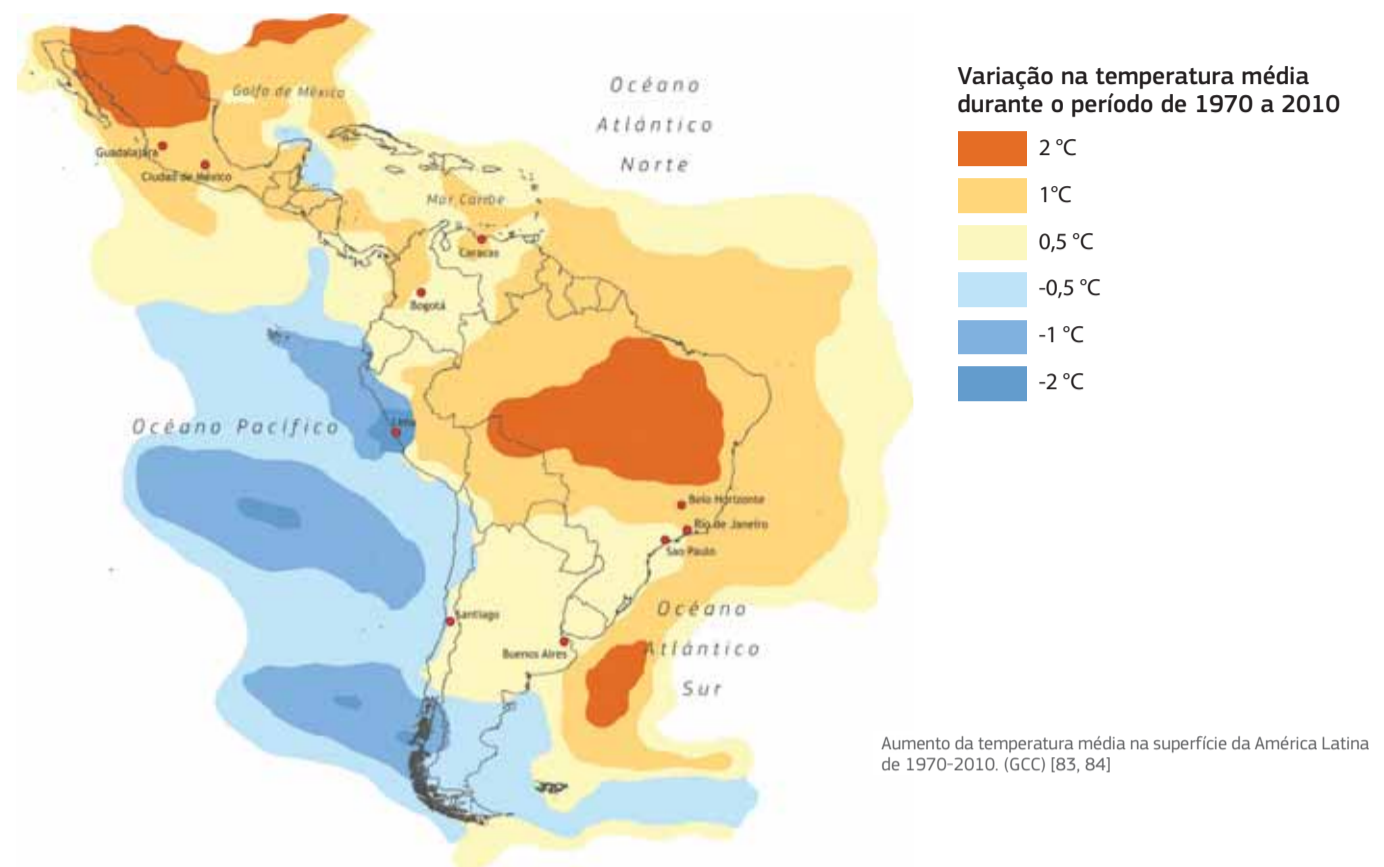 Golfo de México
Océano
Atlántico
Norte
Guadalajara
Ciudad de México
Mar Caribe
Caracas
Bogotá
Océano Pacífico
Lima
Belo Horizonte
Rio de Janeiro
Sao Paulo
Santiago
Buenos Aires
Océano
Atlántico
Sur
Variação na temperatura média
durante o período de 1970 a 2010
2 °C
1°C
0,5 °C
-0,5 °C
-1 °C
-2 °C
Aumento da temperatura média na superfície da América Latina
de 1970-2010. (GCC) [83, 84]